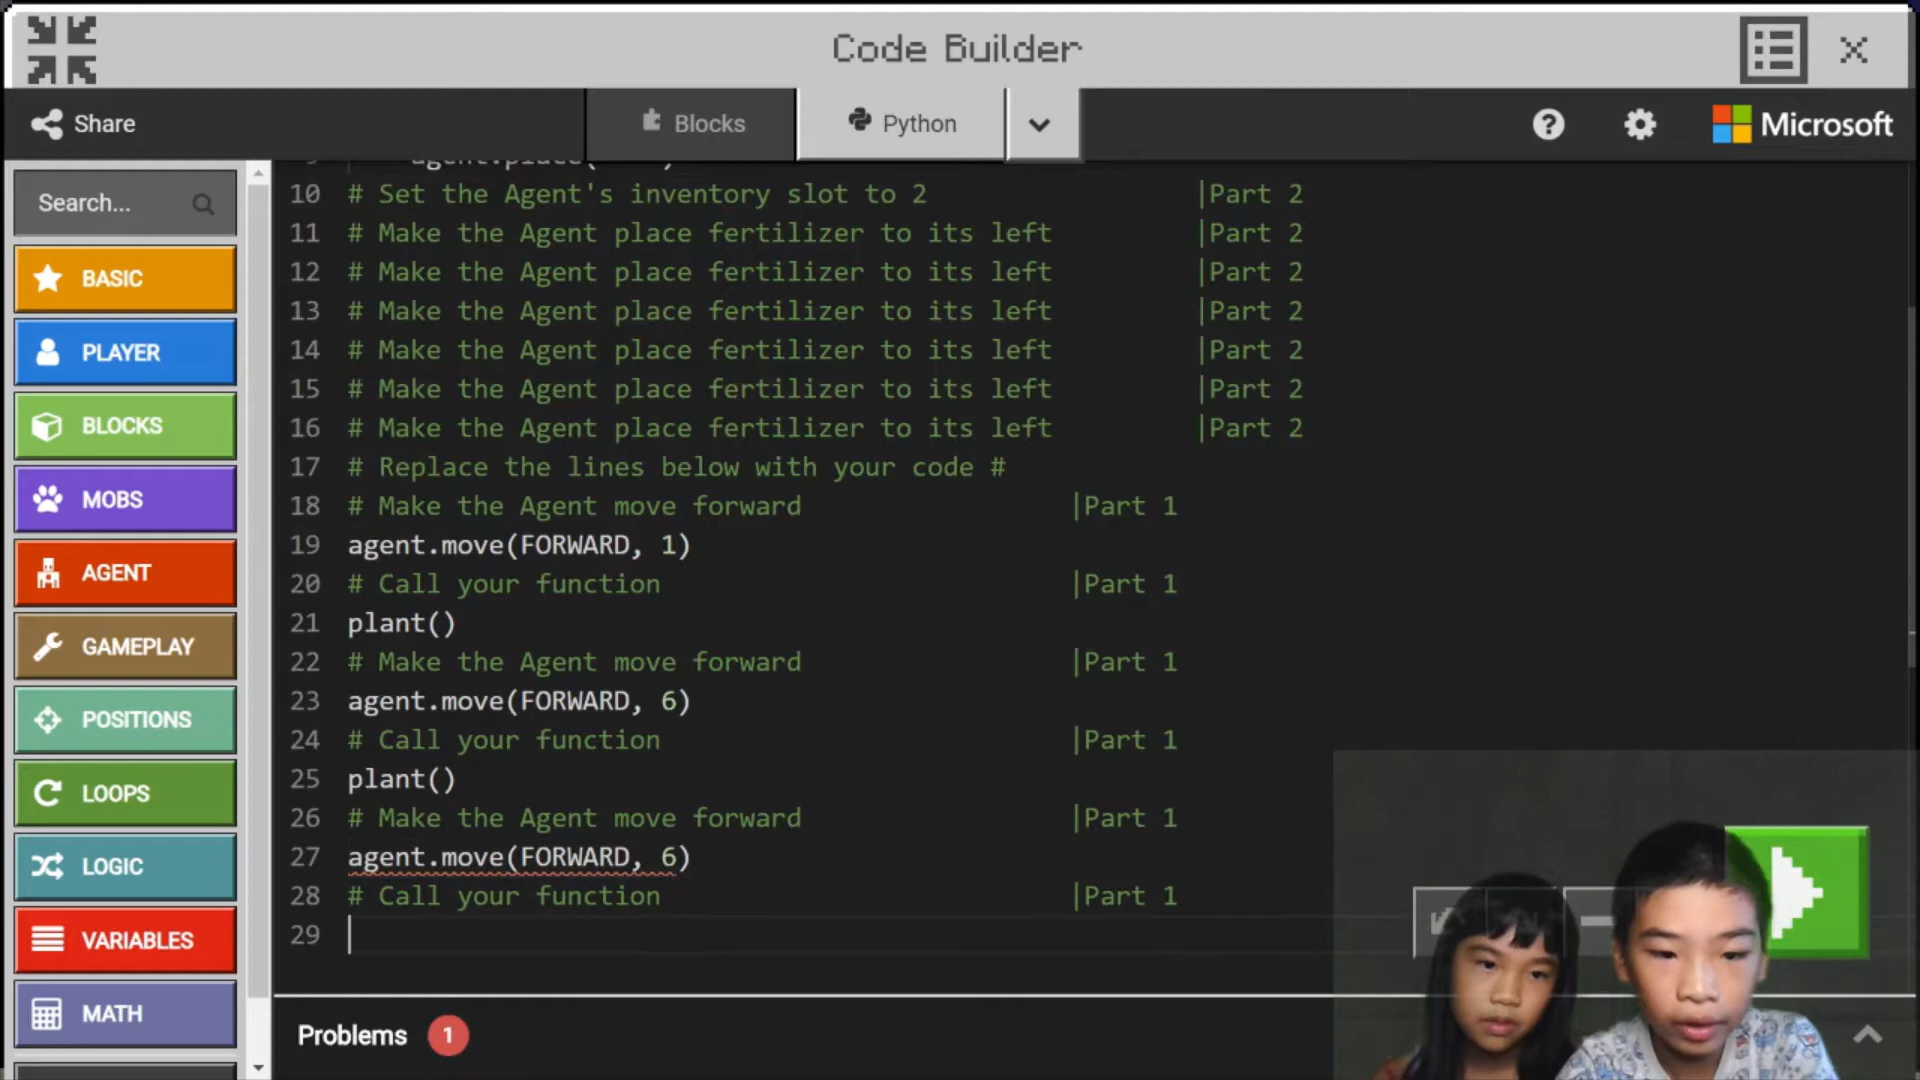 Code Builder
Share
Blocks
Python
Microsoft
Search...
BASIC
PLAYER
BLOCKS
MOBS
AGENT
GAMEPLAY
POSITIONS
LOOPS
LOGIC
VARIABLES
MATH
10 # Set the Agent's inventory slot to 2 |Part 2
11 # Make the Agent place fertilizer to its left |Part 2
12 # Make the Agent place fertilizer to its left |Part 2
13 # Make the Agent place fertilizer to its left |Part 2
14 # Make the Agent place fertilizer to its left |Part 2
15 # Make the Agent place fertilizer to its left |Part 2
16 # Make the Agent place fertilizer to its left |Part 2
17 # Replace the lines below with your code #
18 # Make the Agent move forward |Part 1
19 agent.move(FORWARD, 1)
20 # Call your function |Part 1
21 plant()
22 # Make the Agent move forward |Part 1
23 agent.move(FORWARD, 6)
24 # Call your function |Part 1
25 plant()
26 # Make the Agent move forward |Part 1
27 agent.move(FORWARD, 6)
28 # Call your function |Part 1
29
Problems 1